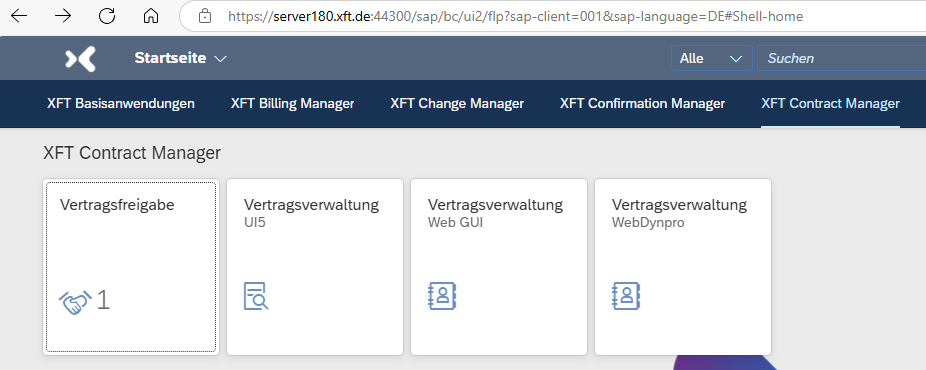 https://server180.xft.de:44300/sap/bc/ui2/flp?sap-client=001&sap-language=DE#Shell-home
Startseite
Alle
Suchen
XFT Basisanwendungen
XFT Billing Manager
XFT Change Manager
XFT Confirmation Manager
XFT Contract Manager
XFT Contract Manager
Vertragsfreigabe
1
Vertragsverwaltung
UI5
Vertragsverwaltung
Web GUI
Vertragsverwaltung
WebDynpro